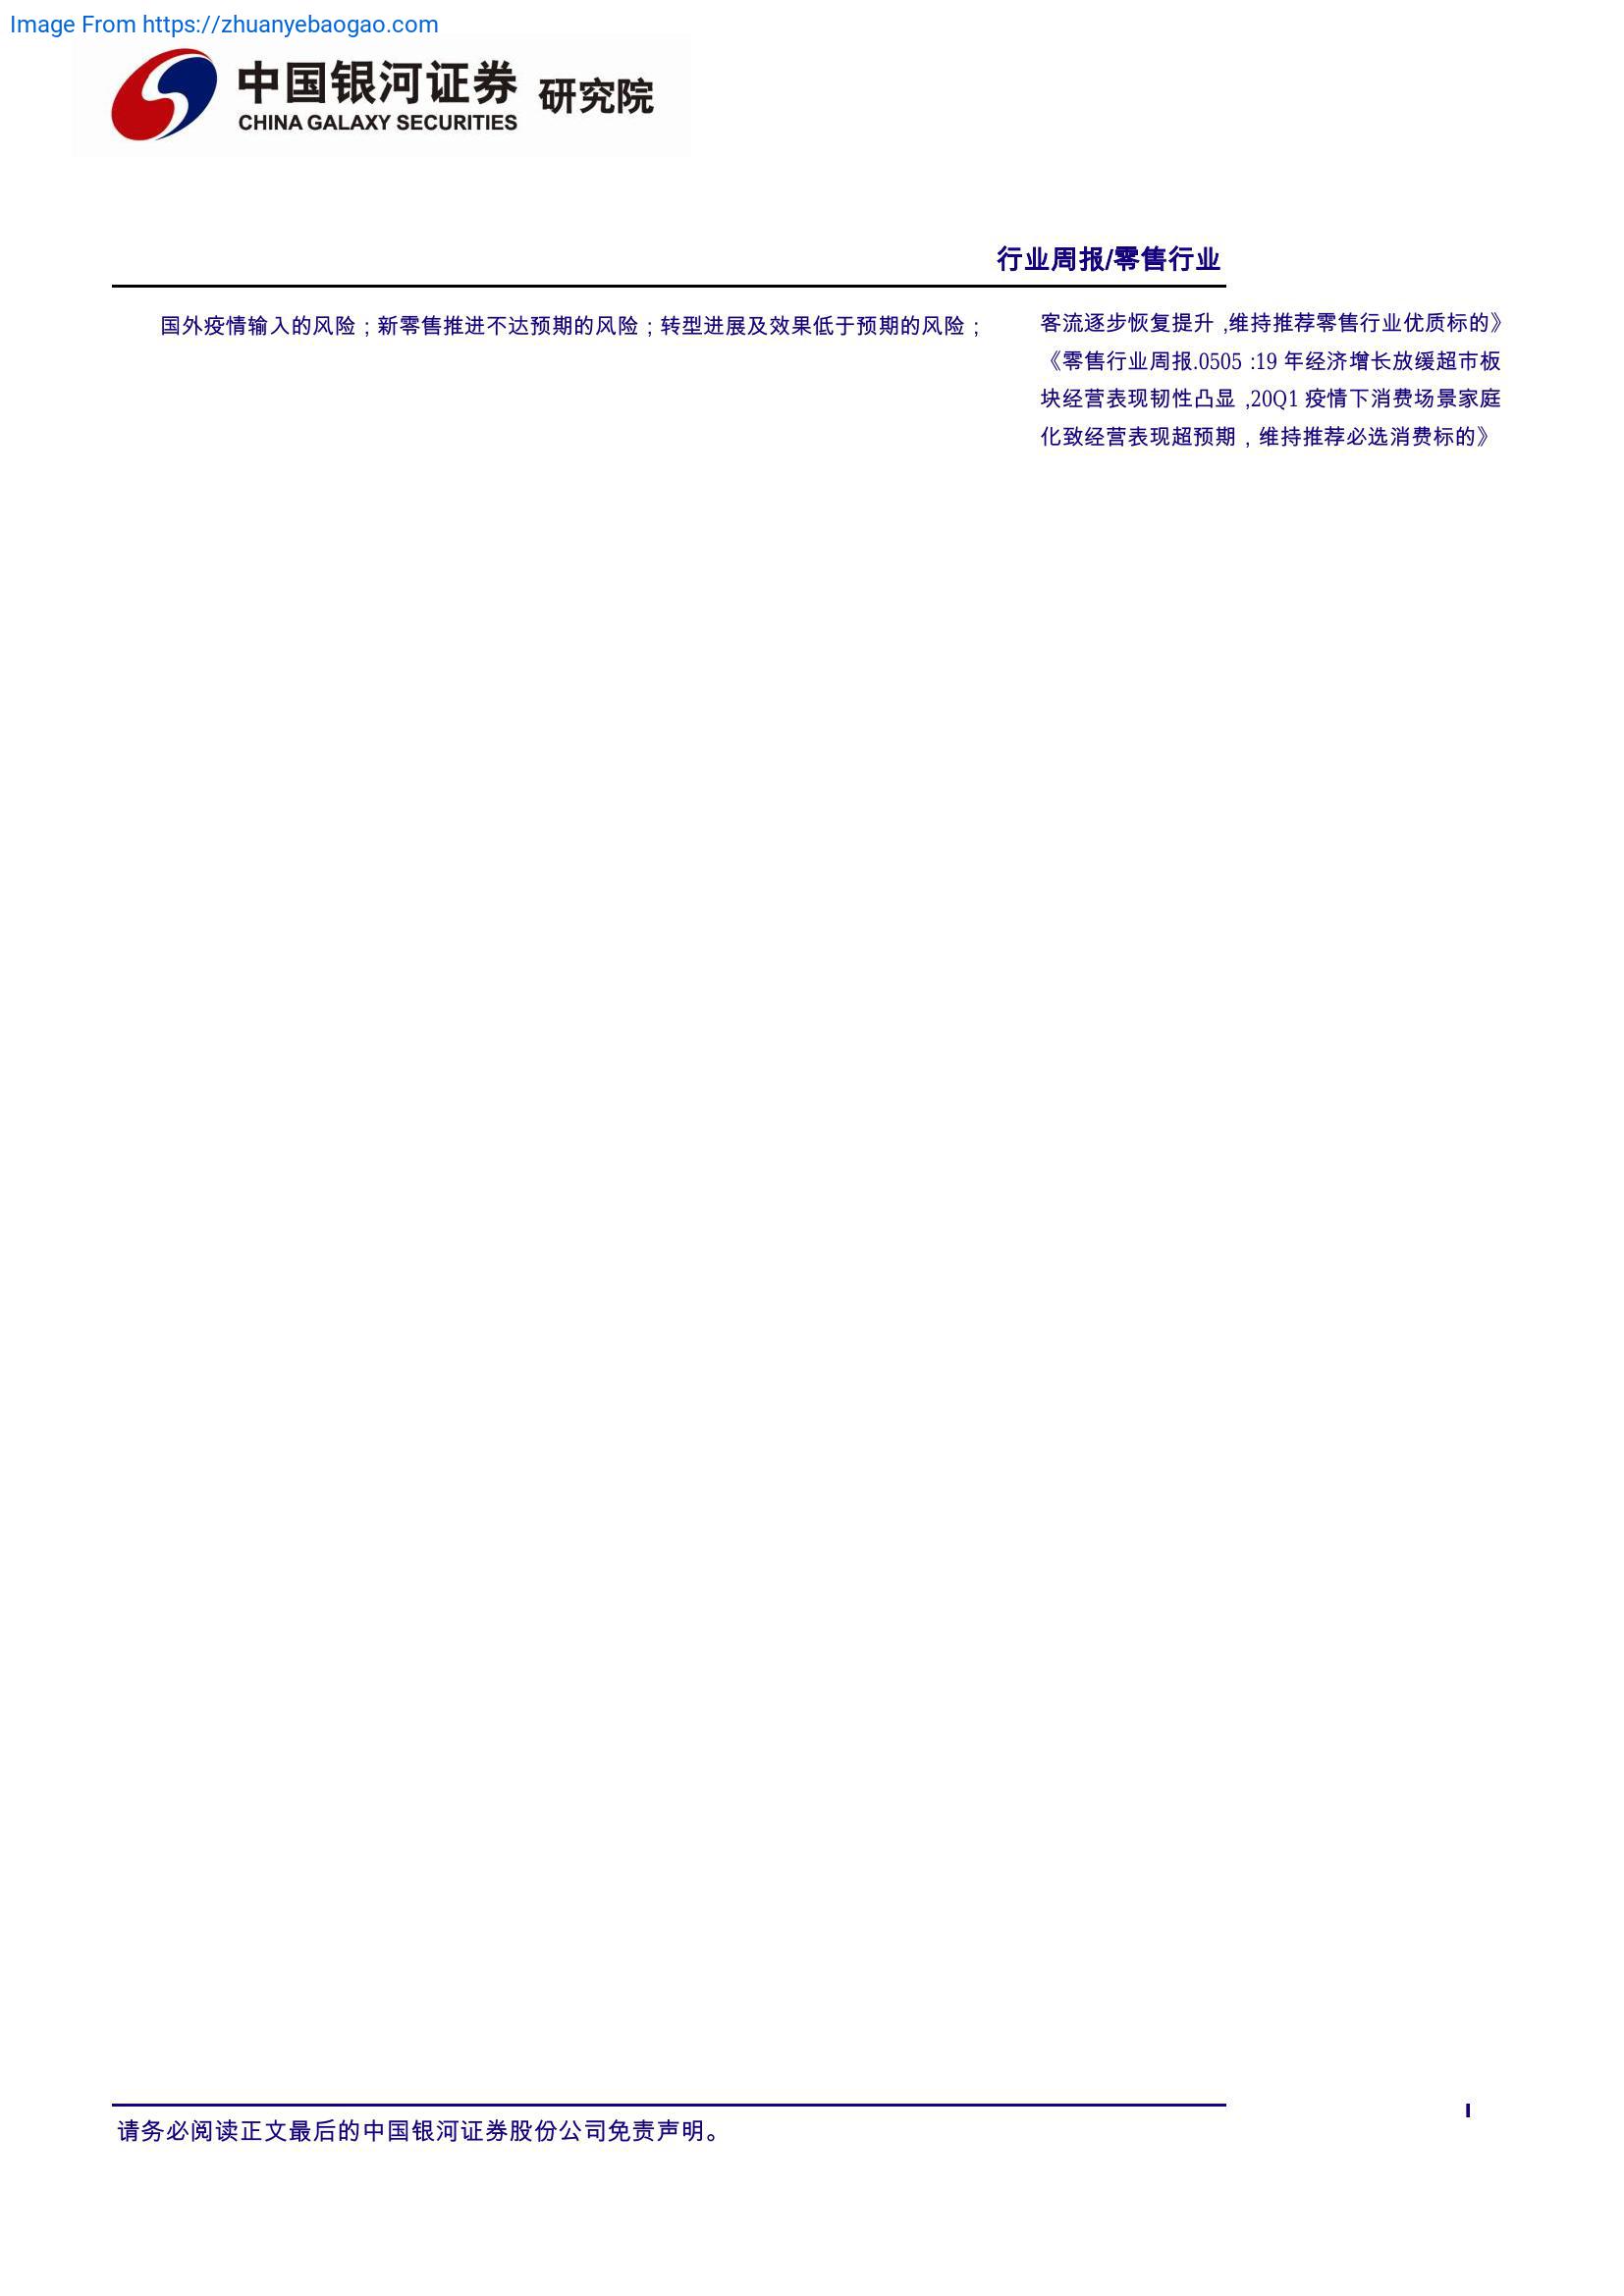 Image From https://zhuanyebaogao.com
中国银河证券 研究院
CHINA GALAXY SECURITIES
行业周报/零售行业
国外疫情输入的风险；新零售推进不达预期的风险；转型进展及效果低于预期的风险；
客流逐步恢复提升,维持推荐零售行业优质标的》
《零售行业周报.0505:19 年经济增长放缓超市板
块经营表现韧性凸显,20Q1 疫情下消费场景家庭
化致经营表现超预期，维持推荐必选消费标的》
请务必阅读正文最后的中国银河证券股份公司免责声明。